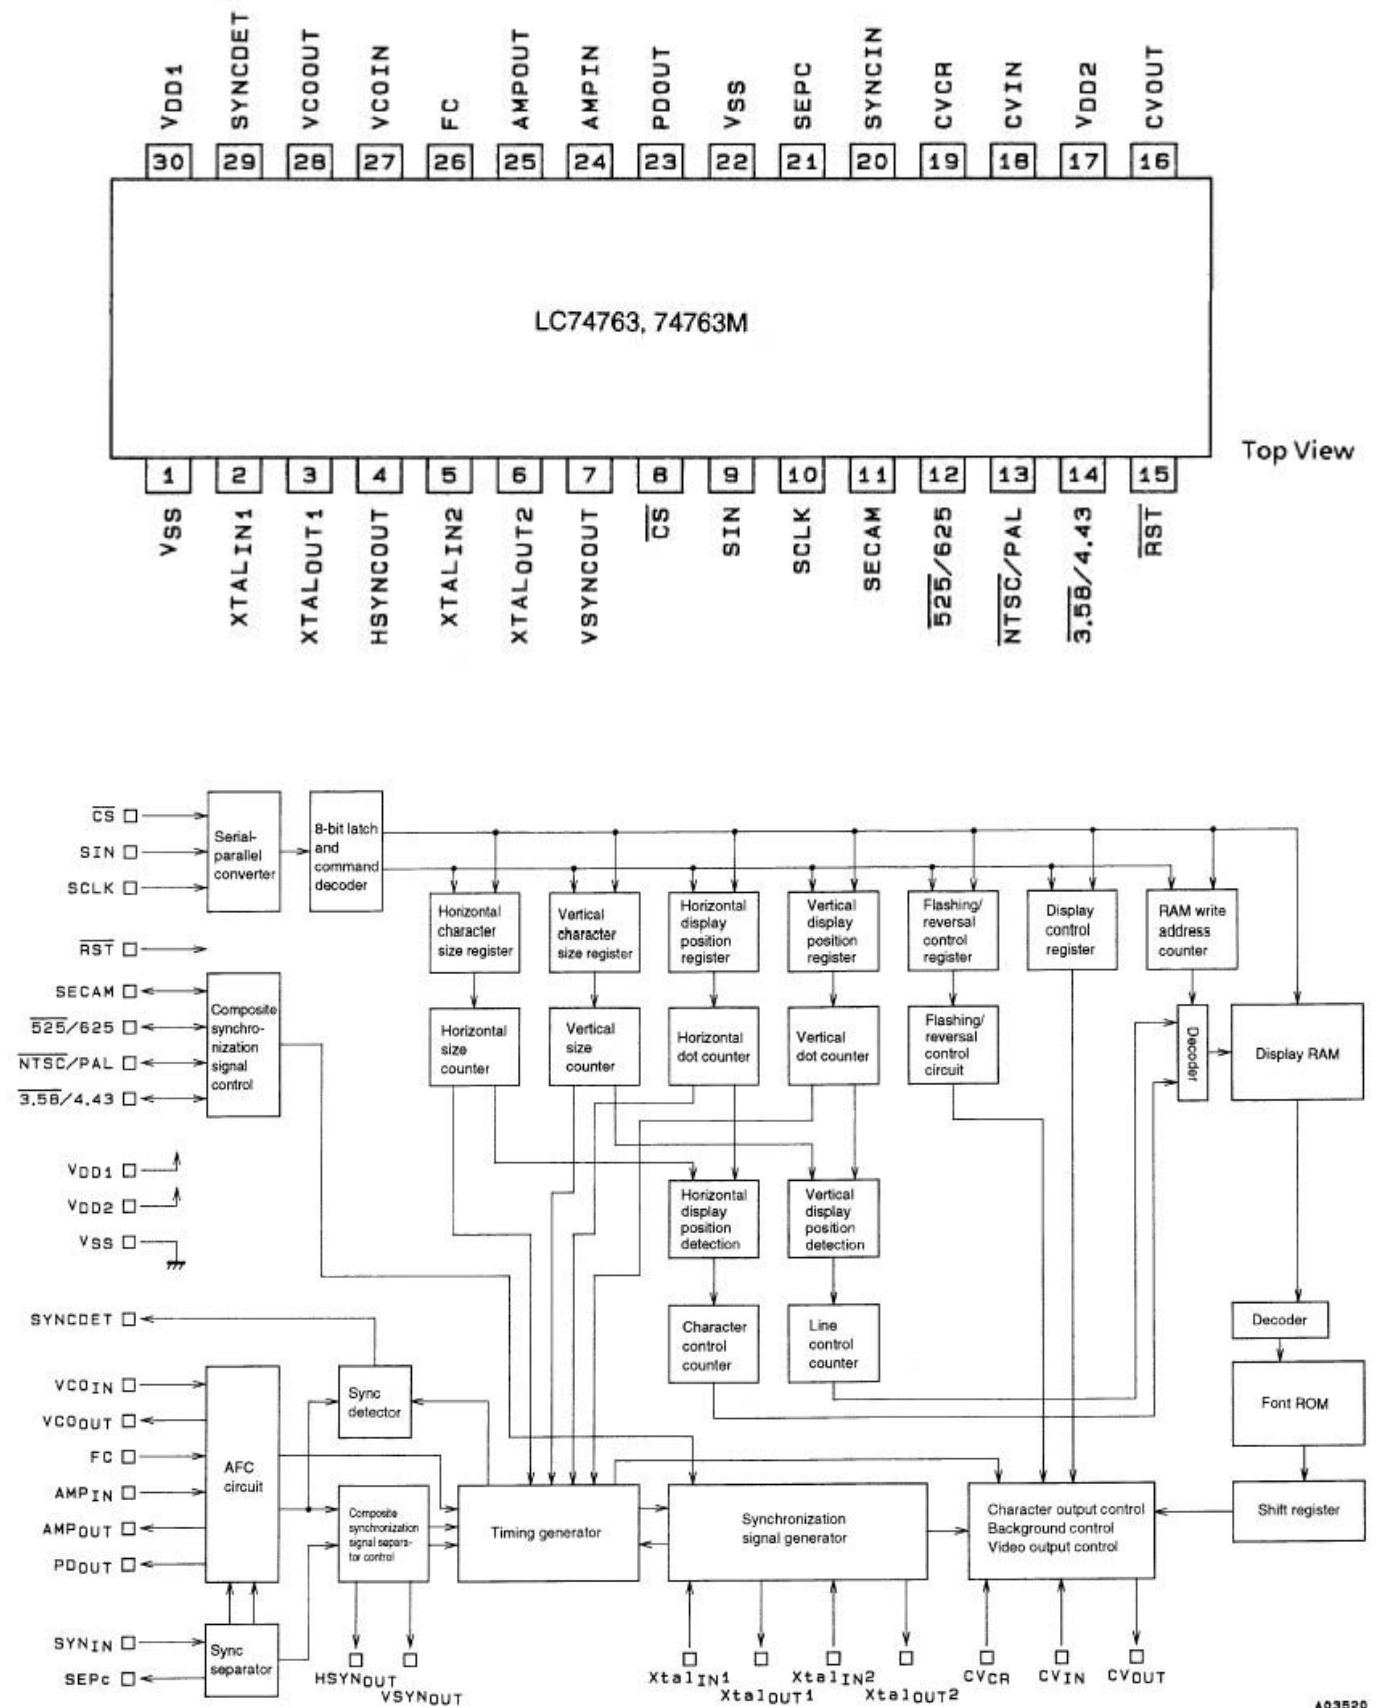 VDD1
SYNCDET
VCOOUT
VCOIN
FC
AMPOUT
AMPIN
PDOUT
VSS
SEPC
SYNCIN
CVCR
CVIN
VDD2
CVOUT
30 29 28 27 26 25 24 23 22 21 20 19 18 17 16
LC74763, 74763M
Top View
1 2 3 4 5 6 7 8 9 10 11 12 13 14 15
VSS
XTALIN1
XTALOUT1
HSYNCOUT
XTALIN2
XTALOUT2
VSYNCOUT
CS
SIN
SCLK
SECAM
525/625
NTSC/PAL
3.58/4.43
RST
CS
SIN
SCLK
Serial-
parallel
converter
8-bit latch
and
command
decoder
RST
SECAM
525/625
NTSC/PAL
3.58/4.43
Composite
synchro-
nization
signal
control
VDD1
VDD2
VSS
Horizontal
character
size register
Vertical
character
size register
Horizontal
display
position
register
Vertical
display
position
register
Flashing/
reversal
control
register
Display
control
register
RAM write
address
counter
Horizontal
size
counter
Vertical
size
counter
Horizontal
dot counter
Vertical
dot counter
Flashing/
reversal
control
circuit
Decoder
Display RAM
Horizontal
display
position
detection
Vertical
display
position
detection
Character
control
counter
Line
control
counter
Decoder
Font ROM
Shift register
SYNCDET
VCOIN
VCOOUT
FC
AMPIN
AMPOUT
PDOUT
SYNIN
SEPC
AFC
circuit
Sync
detector
Composite
synchronization
signal separa-
tor control
Sync
separator
Timing generator
Synchronization
signal generator
Character output control
Background control
Video output control
HSYNOUT
VSYNOUT
XtalIN1
XtalOUT1
XtalIN2
XtalOUT2
CVCR
CVIN
CVOUT
A03520